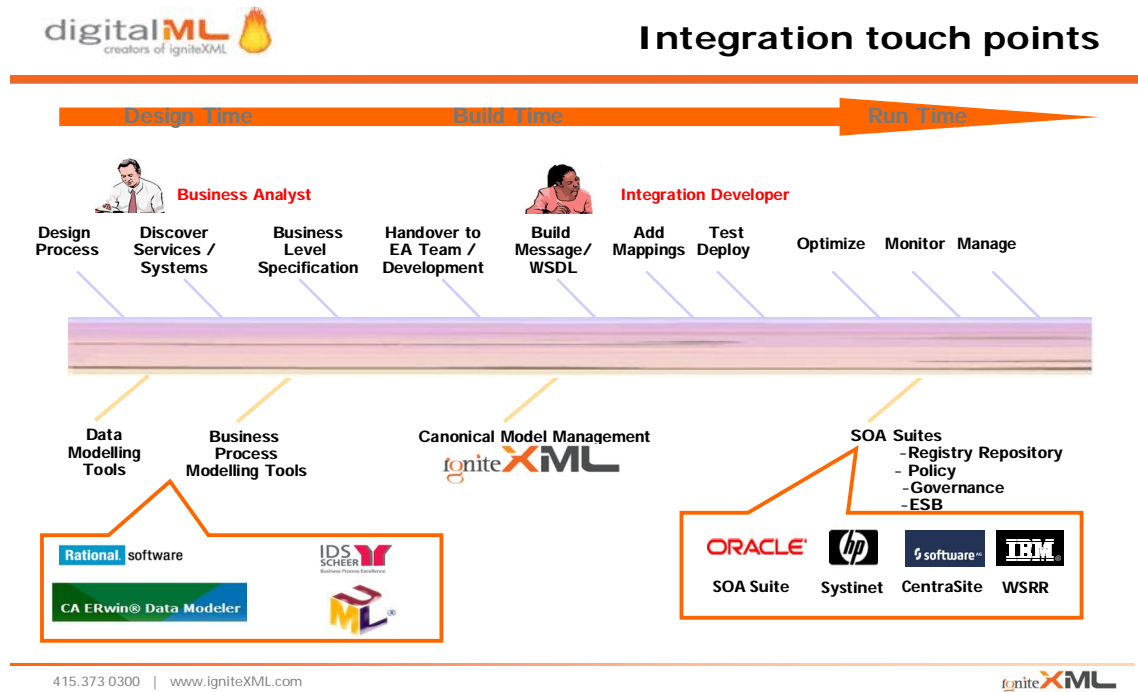 digitalML
creators of igniteXML
Integration touch points
Design Time
Build Time
Run Time
Business Analyst
Integration Developer
Design
Process
Discover
Services /
Systems
Business
Level
Specification
Handover to
EA Team /
Development
Build
Message/
WSDL
Add
Mappings
Test
Deploy
Optimize
Monitor
Manage
Data
Modelling
Tools
Business
Process
Modelling Tools
Canonical Model Management
igniteXML
SOA Suites
-Registry Repository
- Policy
-Governance
-ESB
Rational. software
IDS
SCHEER
Business Process Excellence
CA ERwin® Data Modeler
UML®
ORACLE®
SOA Suite
hp
Systinet
software AG
CentraSite
IBM®
WSRR
415.373 0300 | www.igniteXML.com
igniteXML